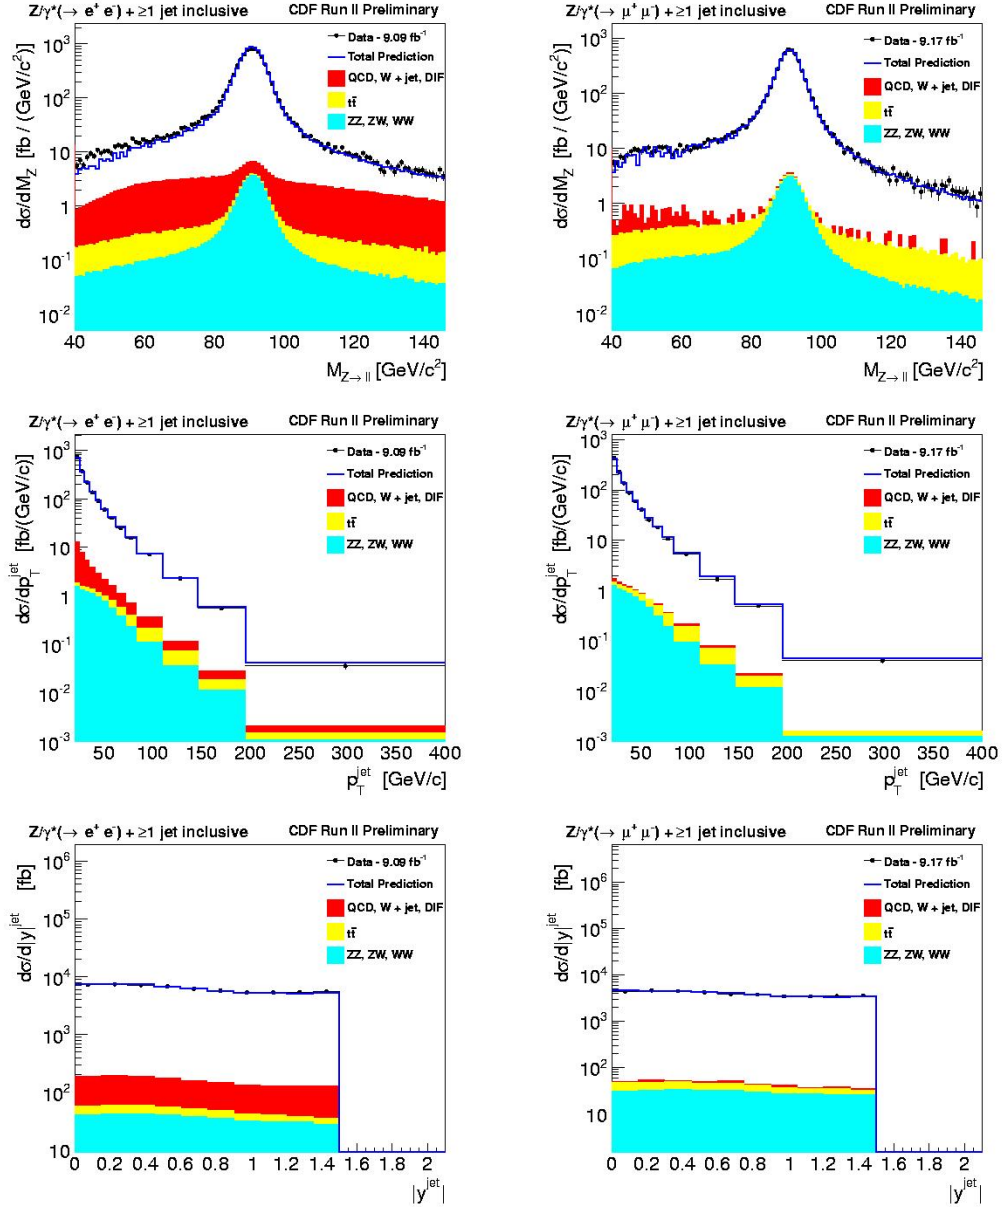 Z/γ*(→ e⁺ e⁻) + ≥1 jet inclusive CDF Run II Preliminary
dσ/dM_Z [fb / (GeV/c²)]
10³
10²
10
1
10⁻¹
10⁻²
Data - 9.09 fb⁻¹
Total Prediction
QCD, W + jet, DIF
tt̄
ZZ, ZW, WW
40 60 80 100 120 140
M_Z→ll [GeV/c²]
Z/γ*(→ μ⁺ μ⁻) + ≥1 jet inclusive CDF Run II Preliminary
dσ/dM_Z [fb / (GeV/c²)]
10³
10²
10
1
10⁻¹
10⁻²
Data - 9.17 fb⁻¹
Total Prediction
QCD, W + jet, DIF
tt̄
ZZ, ZW, WW
40 60 80 100 120 140
M_Z→ll [GeV/c²]
Z/γ*(→ e⁺ e⁻) + ≥1 jet inclusive CDF Run II Preliminary
dσ/dp_T^jet [fb/(GeV/c)]
10³
10²
10
1
10⁻¹
10⁻²
10⁻³
Data - 9.09 fb⁻¹
Total Prediction
QCD, W + jet, DIF
tt̄
ZZ, ZW, WW
50 100 150 200 250 300 350 400
p_T^jet [GeV/c]
Z/γ*(→ μ⁺ μ⁻) + ≥1 jet inclusive CDF Run II Preliminary
dσ/dp_T^jet [fb/(GeV/c)]
10³
10²
10
1
10⁻¹
10⁻²
10⁻³
Data - 9.17 fb⁻¹
Total Prediction
QCD, W + jet, DIF
tt̄
ZZ, ZW, WW
50 100 150 200 250 300 350 400
p_T^jet [GeV/c]
Z/γ*(→ e⁺ e⁻) + ≥1 jet inclusive CDF Run II Preliminary
dσ/d|y|^jet [fb]
10⁶
10⁵
10⁴
10³
10²
10
Data - 9.09 fb⁻¹
Total Prediction
QCD, W + jet, DIF
tt̄
ZZ, ZW, WW
0 0.2 0.4 0.6 0.8 1 1.2 1.4 1.6 1.8 2
|y^jet|
Z/γ*(→ μ⁺ μ⁻) + ≥1 jet inclusive CDF Run II Preliminary
dσ/d|y|^jet [fb]
10⁶
10⁵
10⁴
10³
10²
10
Data - 9.17 fb⁻¹
Total Prediction
QCD, W + jet, DIF
tt̄
ZZ, ZW, WW
0 0.2 0.4 0.6 0.8 1 1.2 1.4 1.6 1.8 2
|y^jet|